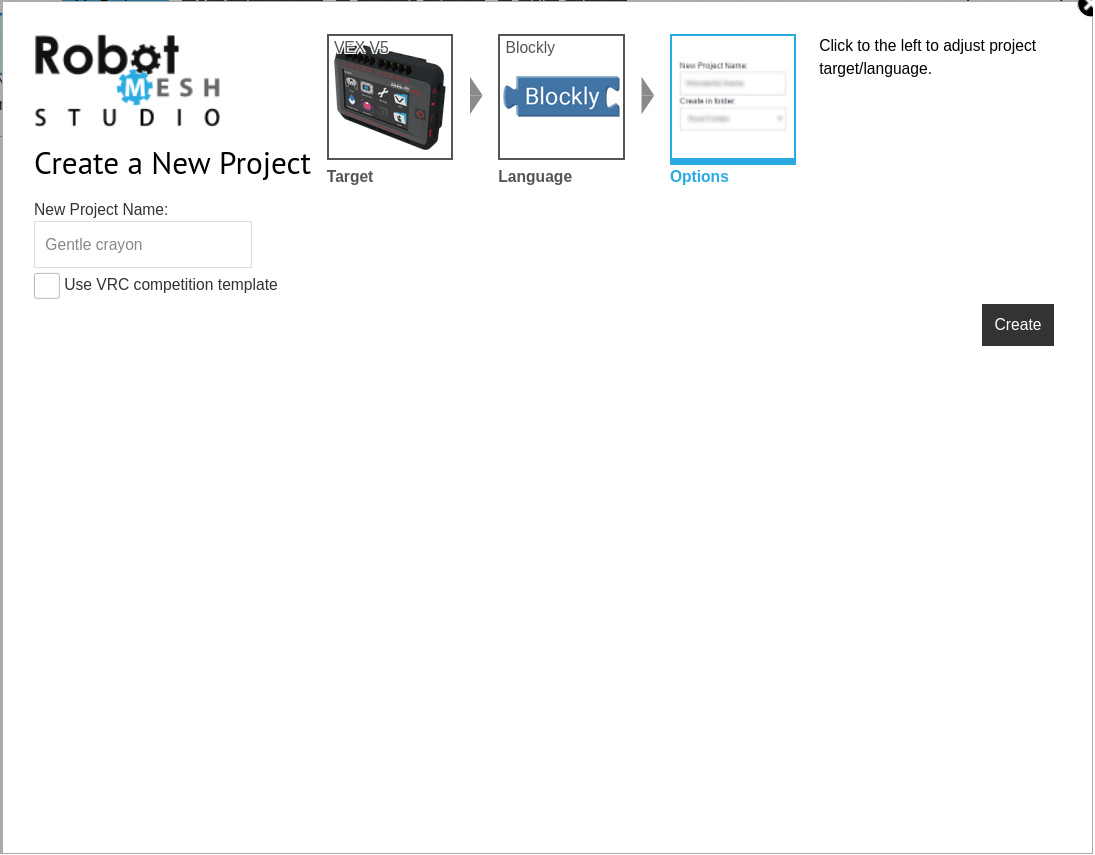 Robot
MESH
STUDIO
Create a New Project
VEX V5
Target
Blockly
Blockly
Language
New Project Name:
Create in folder:
Options
Click to the left to adjust project
target/language.
New Project Name:
Gentle crayon
Use VRC competition template
Create